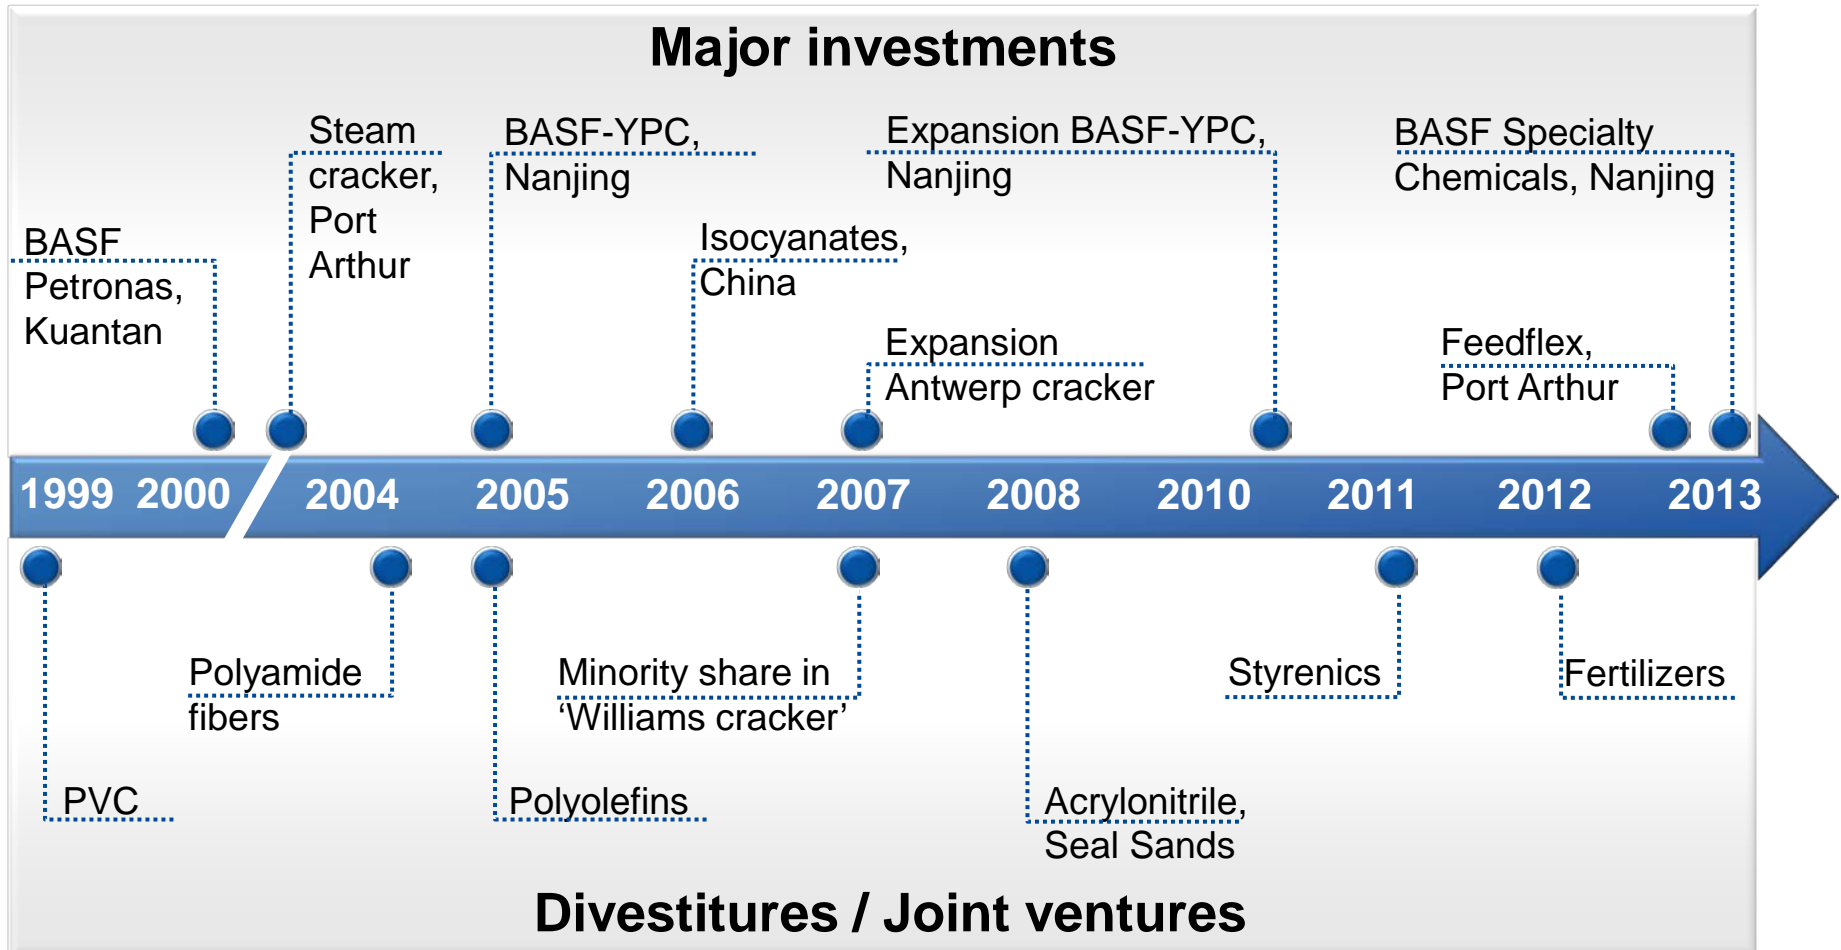 Major investments
Steam
cracker,
Port
Arthur
BASF-YPC,
Nanjing
Expansion BASF-YPC,
Nanjing
BASF Specialty
Chemicals, Nanjing
BASF
Petronas,
Kuantan
Isocyanates,
China
Expansion
Antwerp cracker
Feedflex,
Port Arthur
1999 2000 2004 2005 2006 2007 2008 2010 2011 2012 2013
Polyamide
fibers
Minority share in
‘Williams cracker’
Styrenics
Fertilizers
PVC
Polyolefins
Acrylonitrile,
Seal Sands
Divestitures / Joint ventures